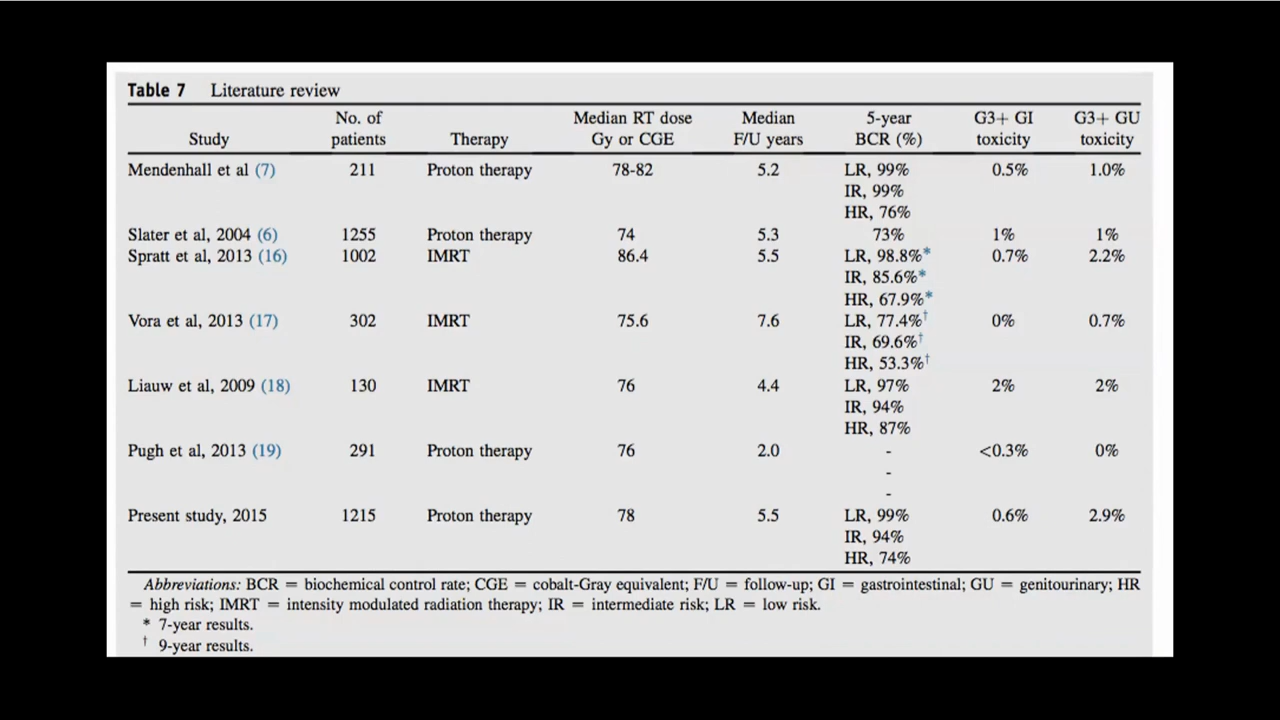 Table 7 Literature review
No. of Median RT dose Median 5-year G3+ GI G3+ GU
Study patients Therapy Gy or CGE F/U years BCR (%) toxicity toxicity
Mendenhall et al (7) 211 Proton therapy 78-82 5.2 LR, 99% 0.5% 1.0%
IR, 99%
HR, 76%
Slater et al, 2004 (6) 1255 Proton therapy 74 5.3 73% 1% 1%
Spratt et al, 2013 (16) 1002 IMRT 86.4 5.5 LR, 98.8%* 0.7% 2.2%
IR, 85.6%*
HR, 67.9%*
Vora et al, 2013 (17) 302 IMRT 75.6 7.6 LR, 77.4%† 0% 0.7%
IR, 69.6%†
HR, 53.3%†
Liauw et al, 2009 (18) 130 IMRT 76 4.4 LR, 97% 2% 2%
IR, 94%
HR, 87%
Pugh et al, 2013 (19) 291 Proton therapy 76 2.0 - <0.3% 0%
-
-
Present study, 2015 1215 Proton therapy 78 5.5 LR, 99% 0.6% 2.9%
IR, 94%
HR, 74%
Abbreviations: BCR = biochemical control rate; CGE = cobalt-Gray equivalent; F/U = follow-up; GI = gastrointestinal; GU = genitourinary; HR
= high risk; IMRT = intensity modulated radiation therapy; IR = intermediate risk; LR = low risk.
* 7-year results.
† 9-year results.